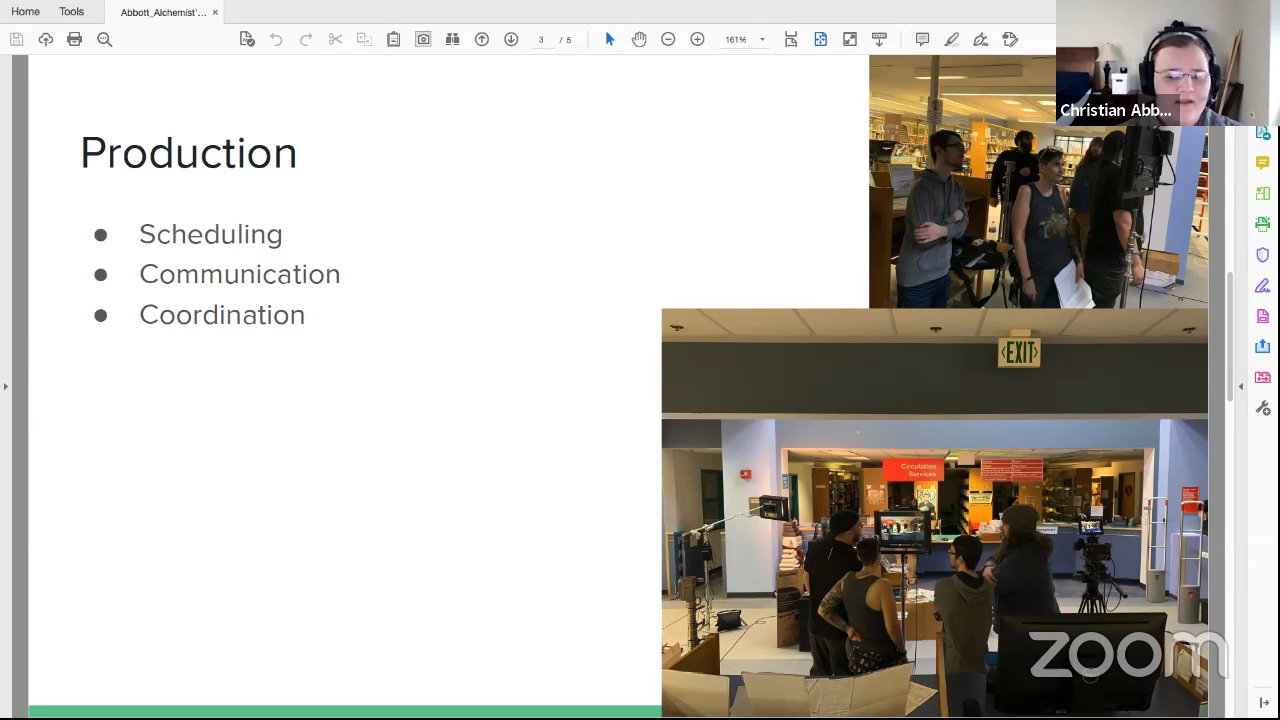 Home
Tools
Abbott_Alchemist'...
×
3 / 5
161%
Christian Abb...
Production
● Scheduling
● Communication
● Coordination
EXIT
Circulation
Services
zoom